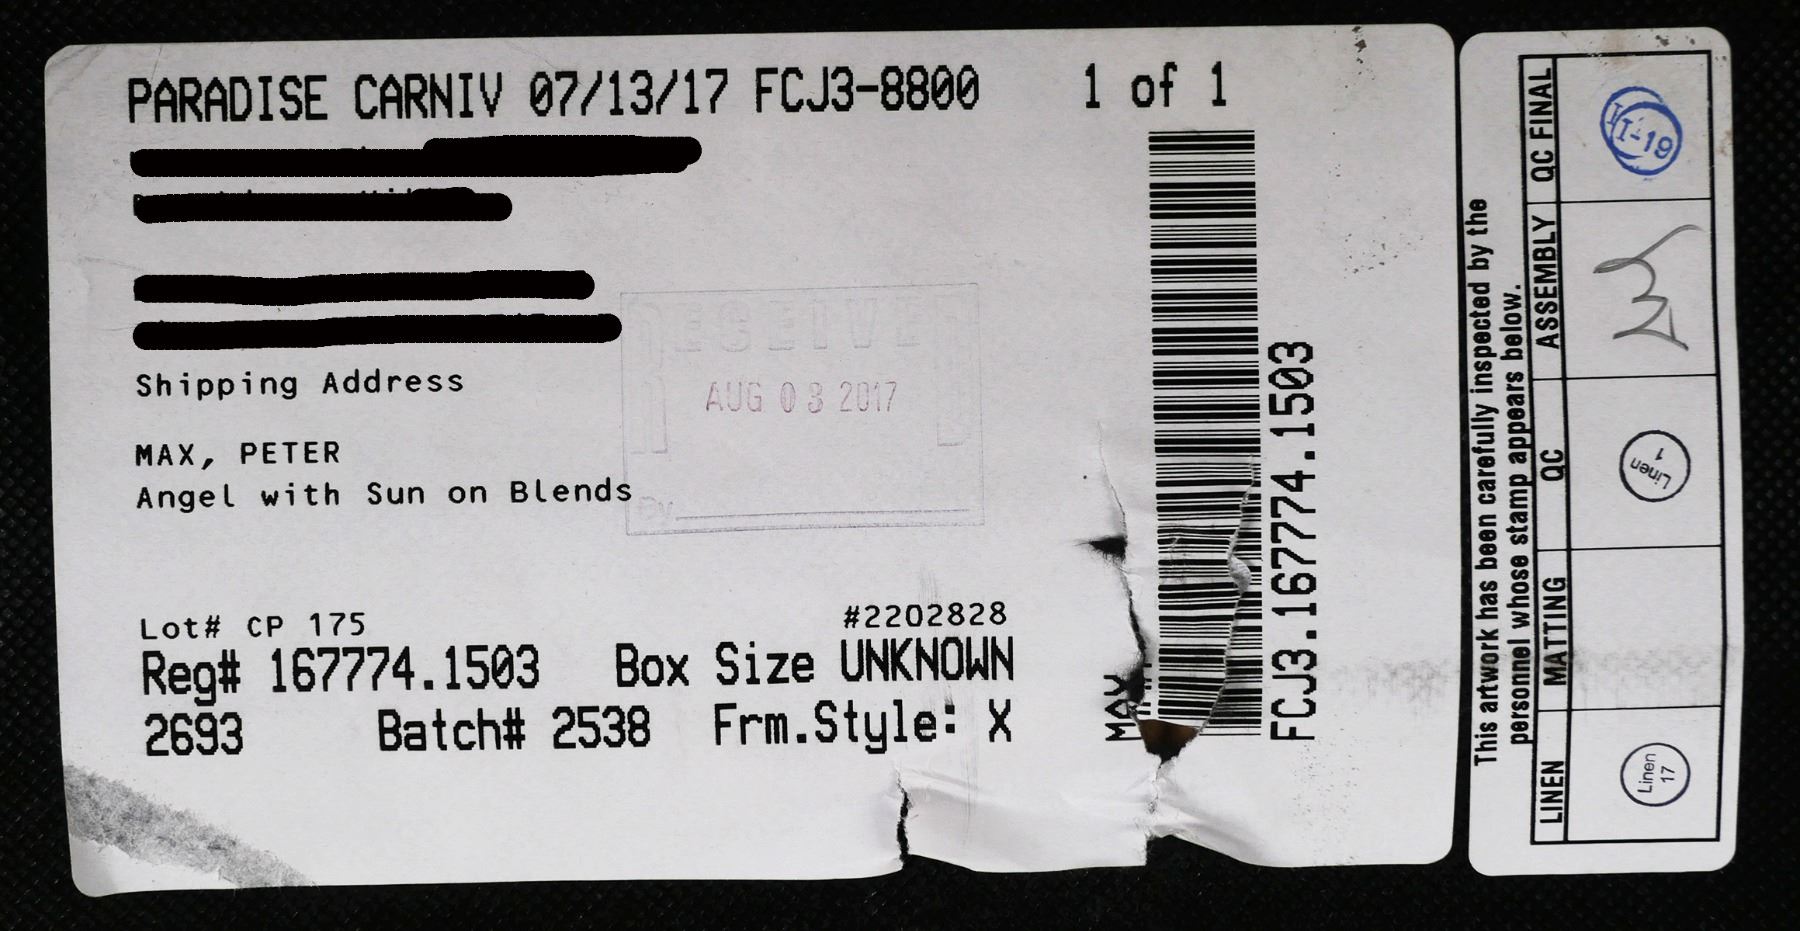 PARADISE CARNIV 07/13/17 FCJ3-8800 1 of 1
Shipping Address
MAX, PETER
Angel with Sun on Blends
RECEIVED
AUG 03 2017
By
Lot# CP 175 #2202828
Reg# 167774.1503 Box Size UNKNOWN
2693 Batch# 2538 Frm.Style: X
MAX
FCJ3.167774.1503
This artwork has been carefully inspected by the
personnel whose stamp appears below.
LINEN MATTING QC ASSEMBLY QC FINAL
Linen 17
Linen 1
I-19